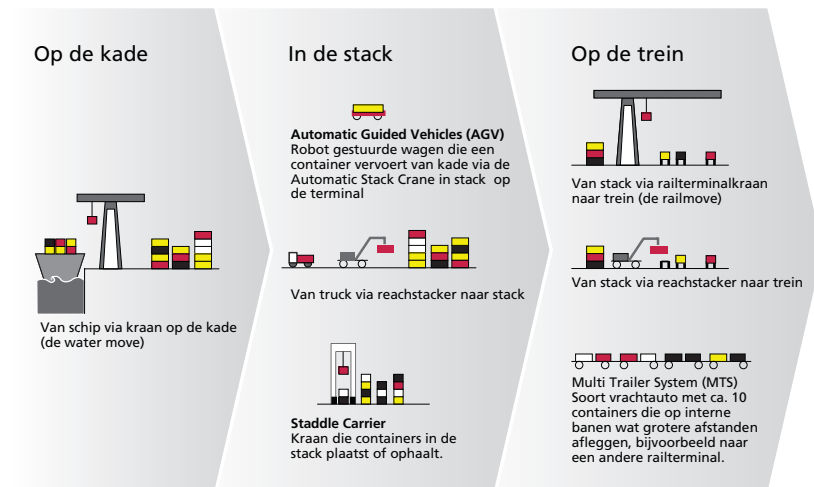 Op de kade
Van schip via kraan op de kade
(de water move)
In de stack
Automatic Guided Vehicles (AGV)
Robot gestuurde wagen die een
container vervoert van kade via de
Automatic Stack Crane in stack op
de terminal
Van truck via reachstacker naar stack
Staddle Carrier
Kraan die containers in de
stack plaatst of ophaalt.
Op de trein
Van stack via railterminalkraan
naar trein (de railmove)
Van stack via reachstacker naar trein
Multi Trailer System (MTS)
Soort vrachtauto met ca. 10
containers die op interne
banen wat grotere afstanden
afleggen, bijvoorbeeld naar
een andere railterminal.